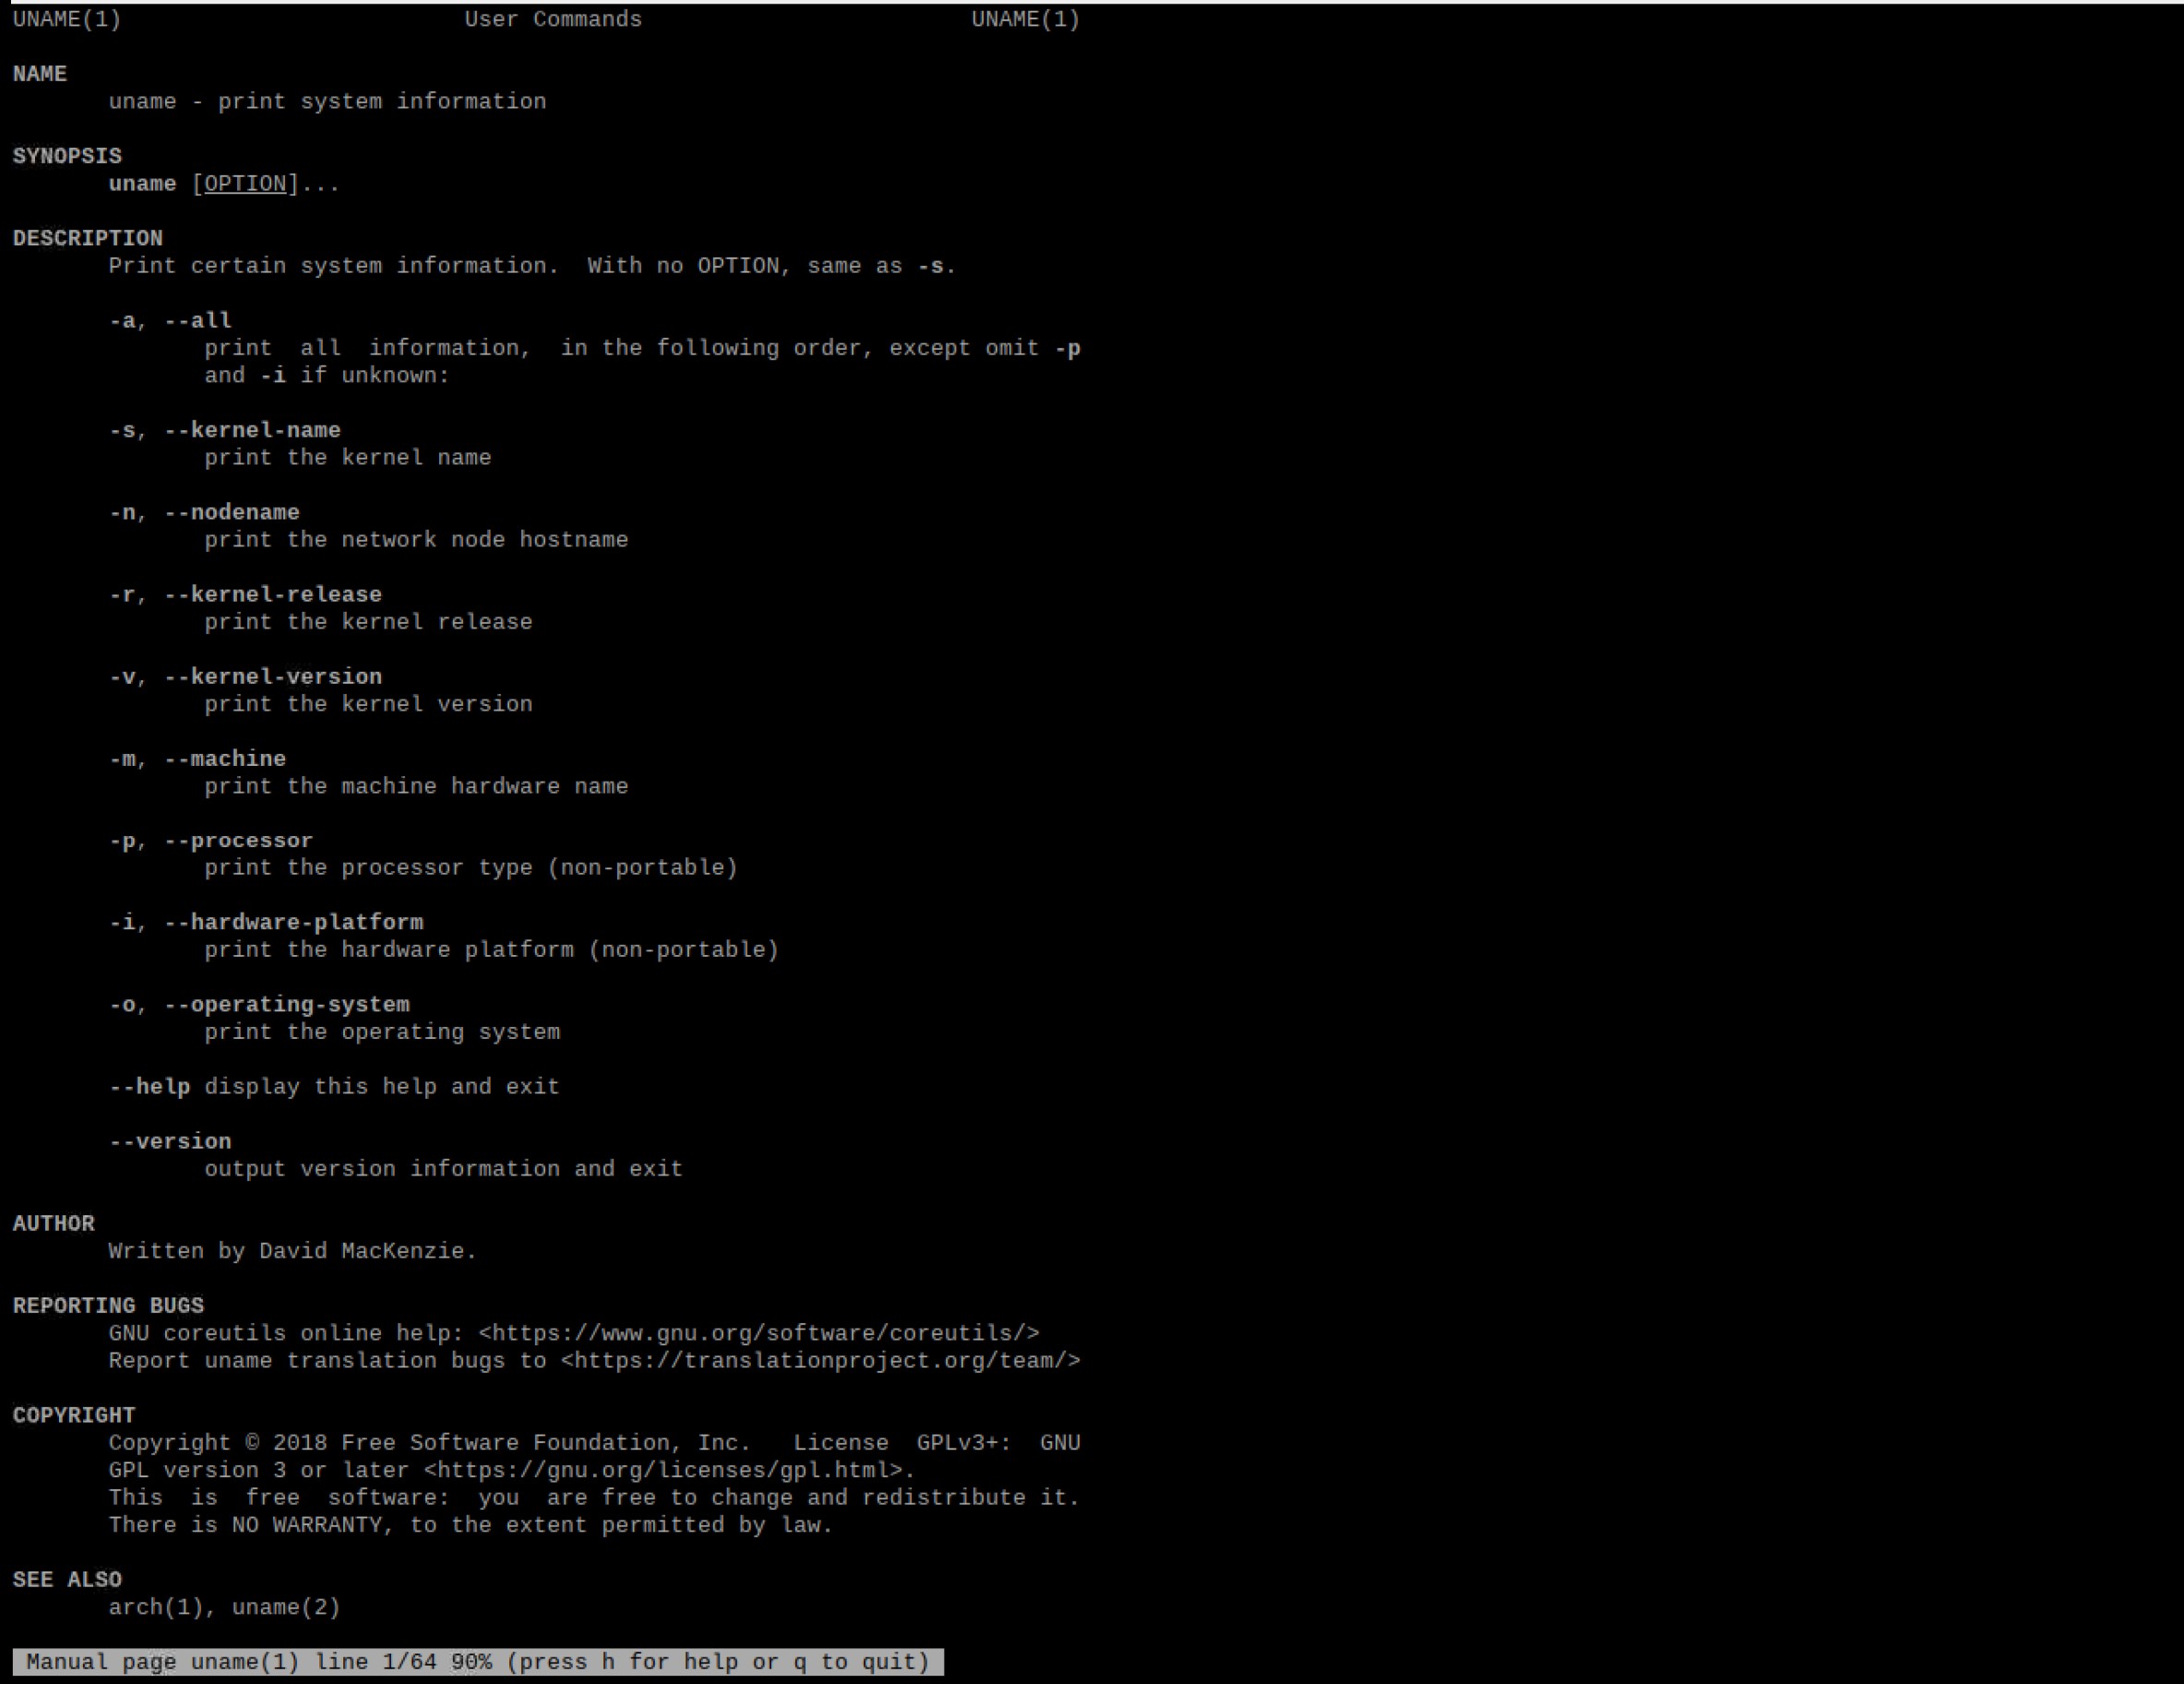 UNAME(1)                         User Commands                        UNAME(1)
NAME
uname - print system information
SYNOPSIS
uname [OPTION]...
DESCRIPTION
Print certain system information.  With no OPTION, same as -s.
-a, --all
print  all  information,  in the following order, except omit -p
and -i if unknown:
-s, --kernel-name
print the kernel name
-n, --nodename
print the network node hostname
-r, --kernel-release
print the kernel release
-v, --kernel-version
print the kernel version
-m, --machine
print the machine hardware name
-p, --processor
print the processor type (non-portable)
-i, --hardware-platform
print the hardware platform (non-portable)
-o, --operating-system
print the operating system
--help display this help and exit
--version
output version information and exit
AUTHOR
Written by David MacKenzie.
REPORTING BUGS
GNU coreutils online help: <https://www.gnu.org/software/coreutils/>
Report uname translation bugs to <https://translationproject.org/team/>
COPYRIGHT
Copyright © 2018 Free Software Foundation, Inc.   License  GPLv3+:  GNU
GPL version 3 or later <https://gnu.org/licenses/gpl.html>.
This  is  free  software:  you  are free to change and redistribute it.
There is NO WARRANTY, to the extent permitted by law.
SEE ALSO
arch(1), uname(2)
Manual page uname(1) line 1/64 90% (press h for help or q to quit)